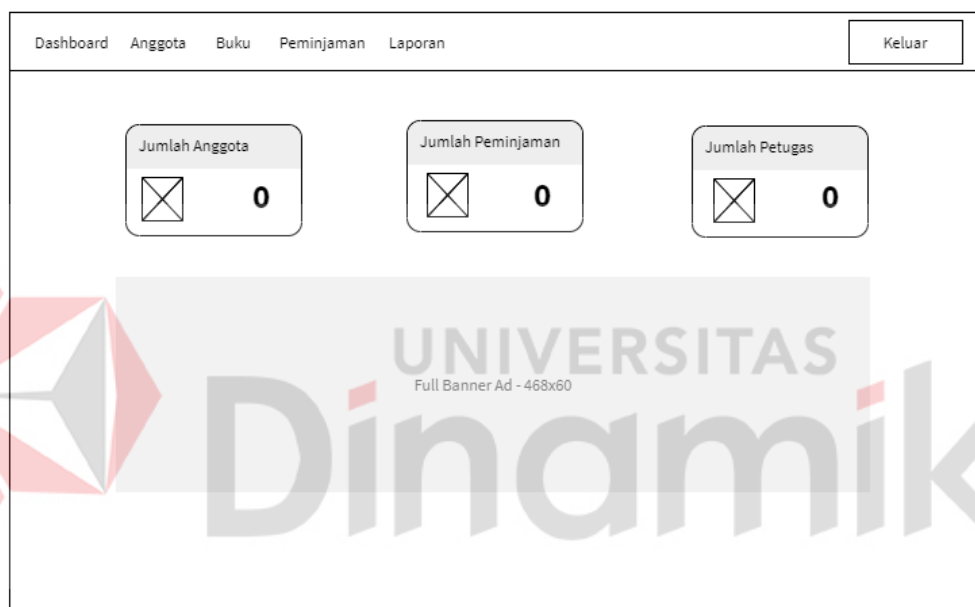 Dashboard Anggota Buku Peminjaman Laporan Keluar
Jumlah Anggota Jumlah Peminjaman Jumlah Petugas
0 0 0
UNIVERSITAS
Full Banner Ad - 468x60
Dinamik